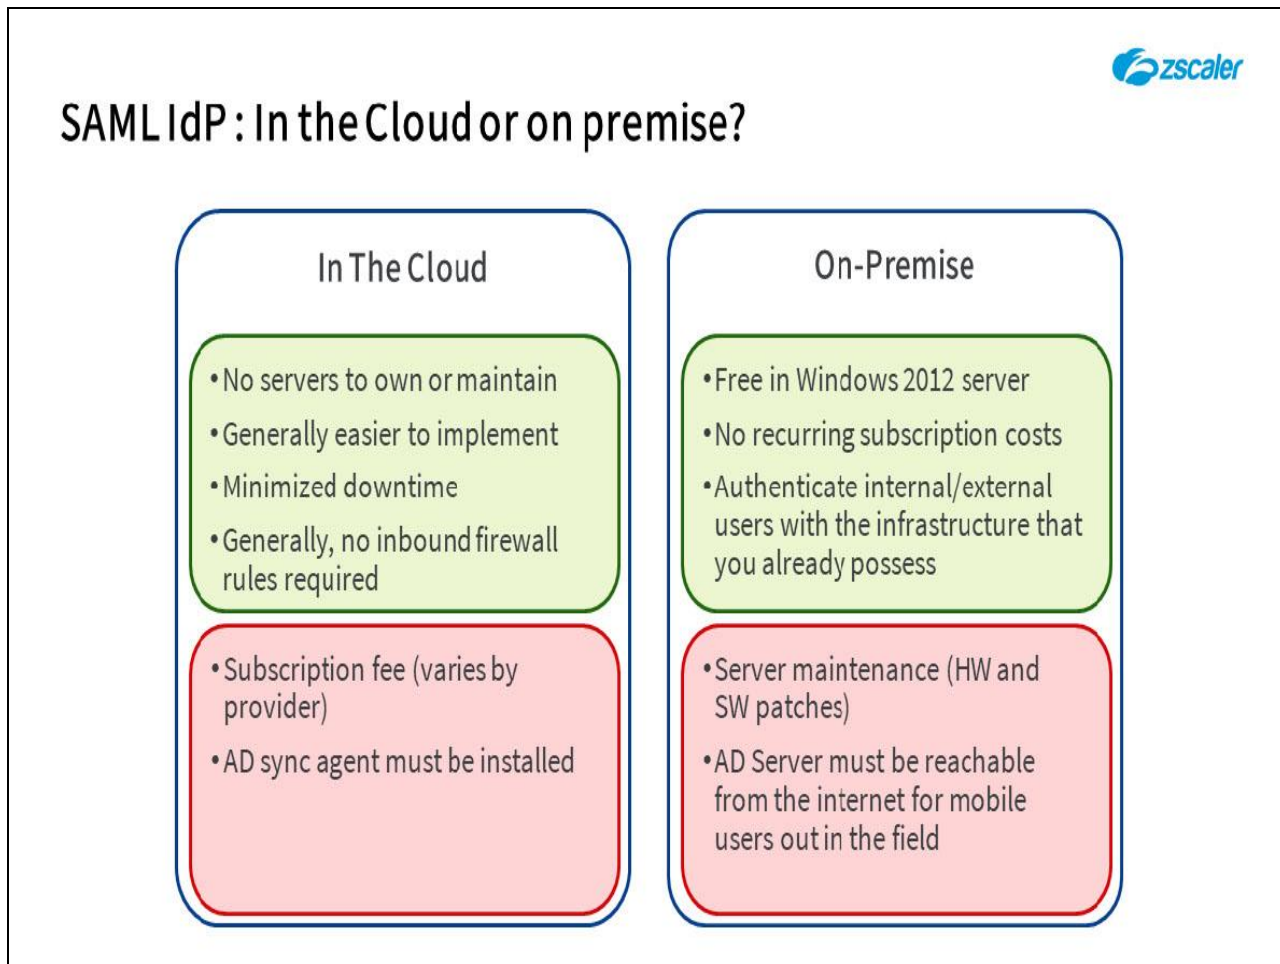 zscaler
SAML IdP : In the Cloud or on premise?
In The Cloud
• No servers to own or maintain
• Generally easier to implement
• Minimized downtime
• Generally, no inbound firewall
rules required
• Subscription fee (varies by
provider)
• AD sync agent must be installed
On-Premise
• Free in Windows 2012 server
• No recurring subscription costs
• Authenticate internal/external
users with the infrastructure that
you already possess
• Server maintenance (HW and
SW patches)
• AD Server must be reachable
from the internet for mobile
users out in the field